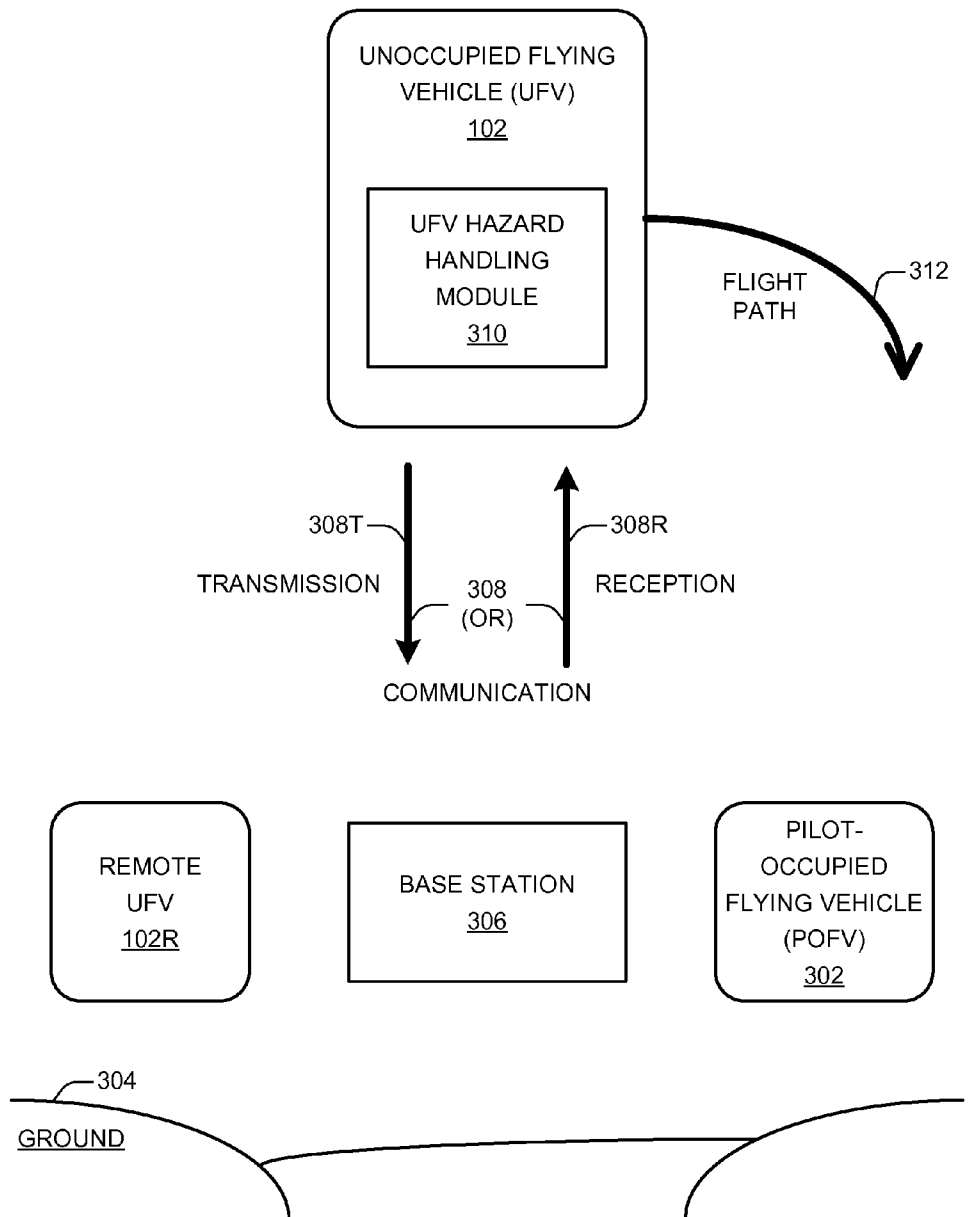 UNOCCUPIED FLYING
VEHICLE (UFV)
102
UFV HAZARD
HANDLING
MODULE
310
FLIGHT
PATH
312
308T
TRANSMISSION
308
(OR)
308R
RECEPTION
COMMUNICATION
REMOTE
UFV
102R
BASE STATION
306
PILOT-
OCCUPIED
FLYING VEHICLE
(POFV)
302
304
GROUND